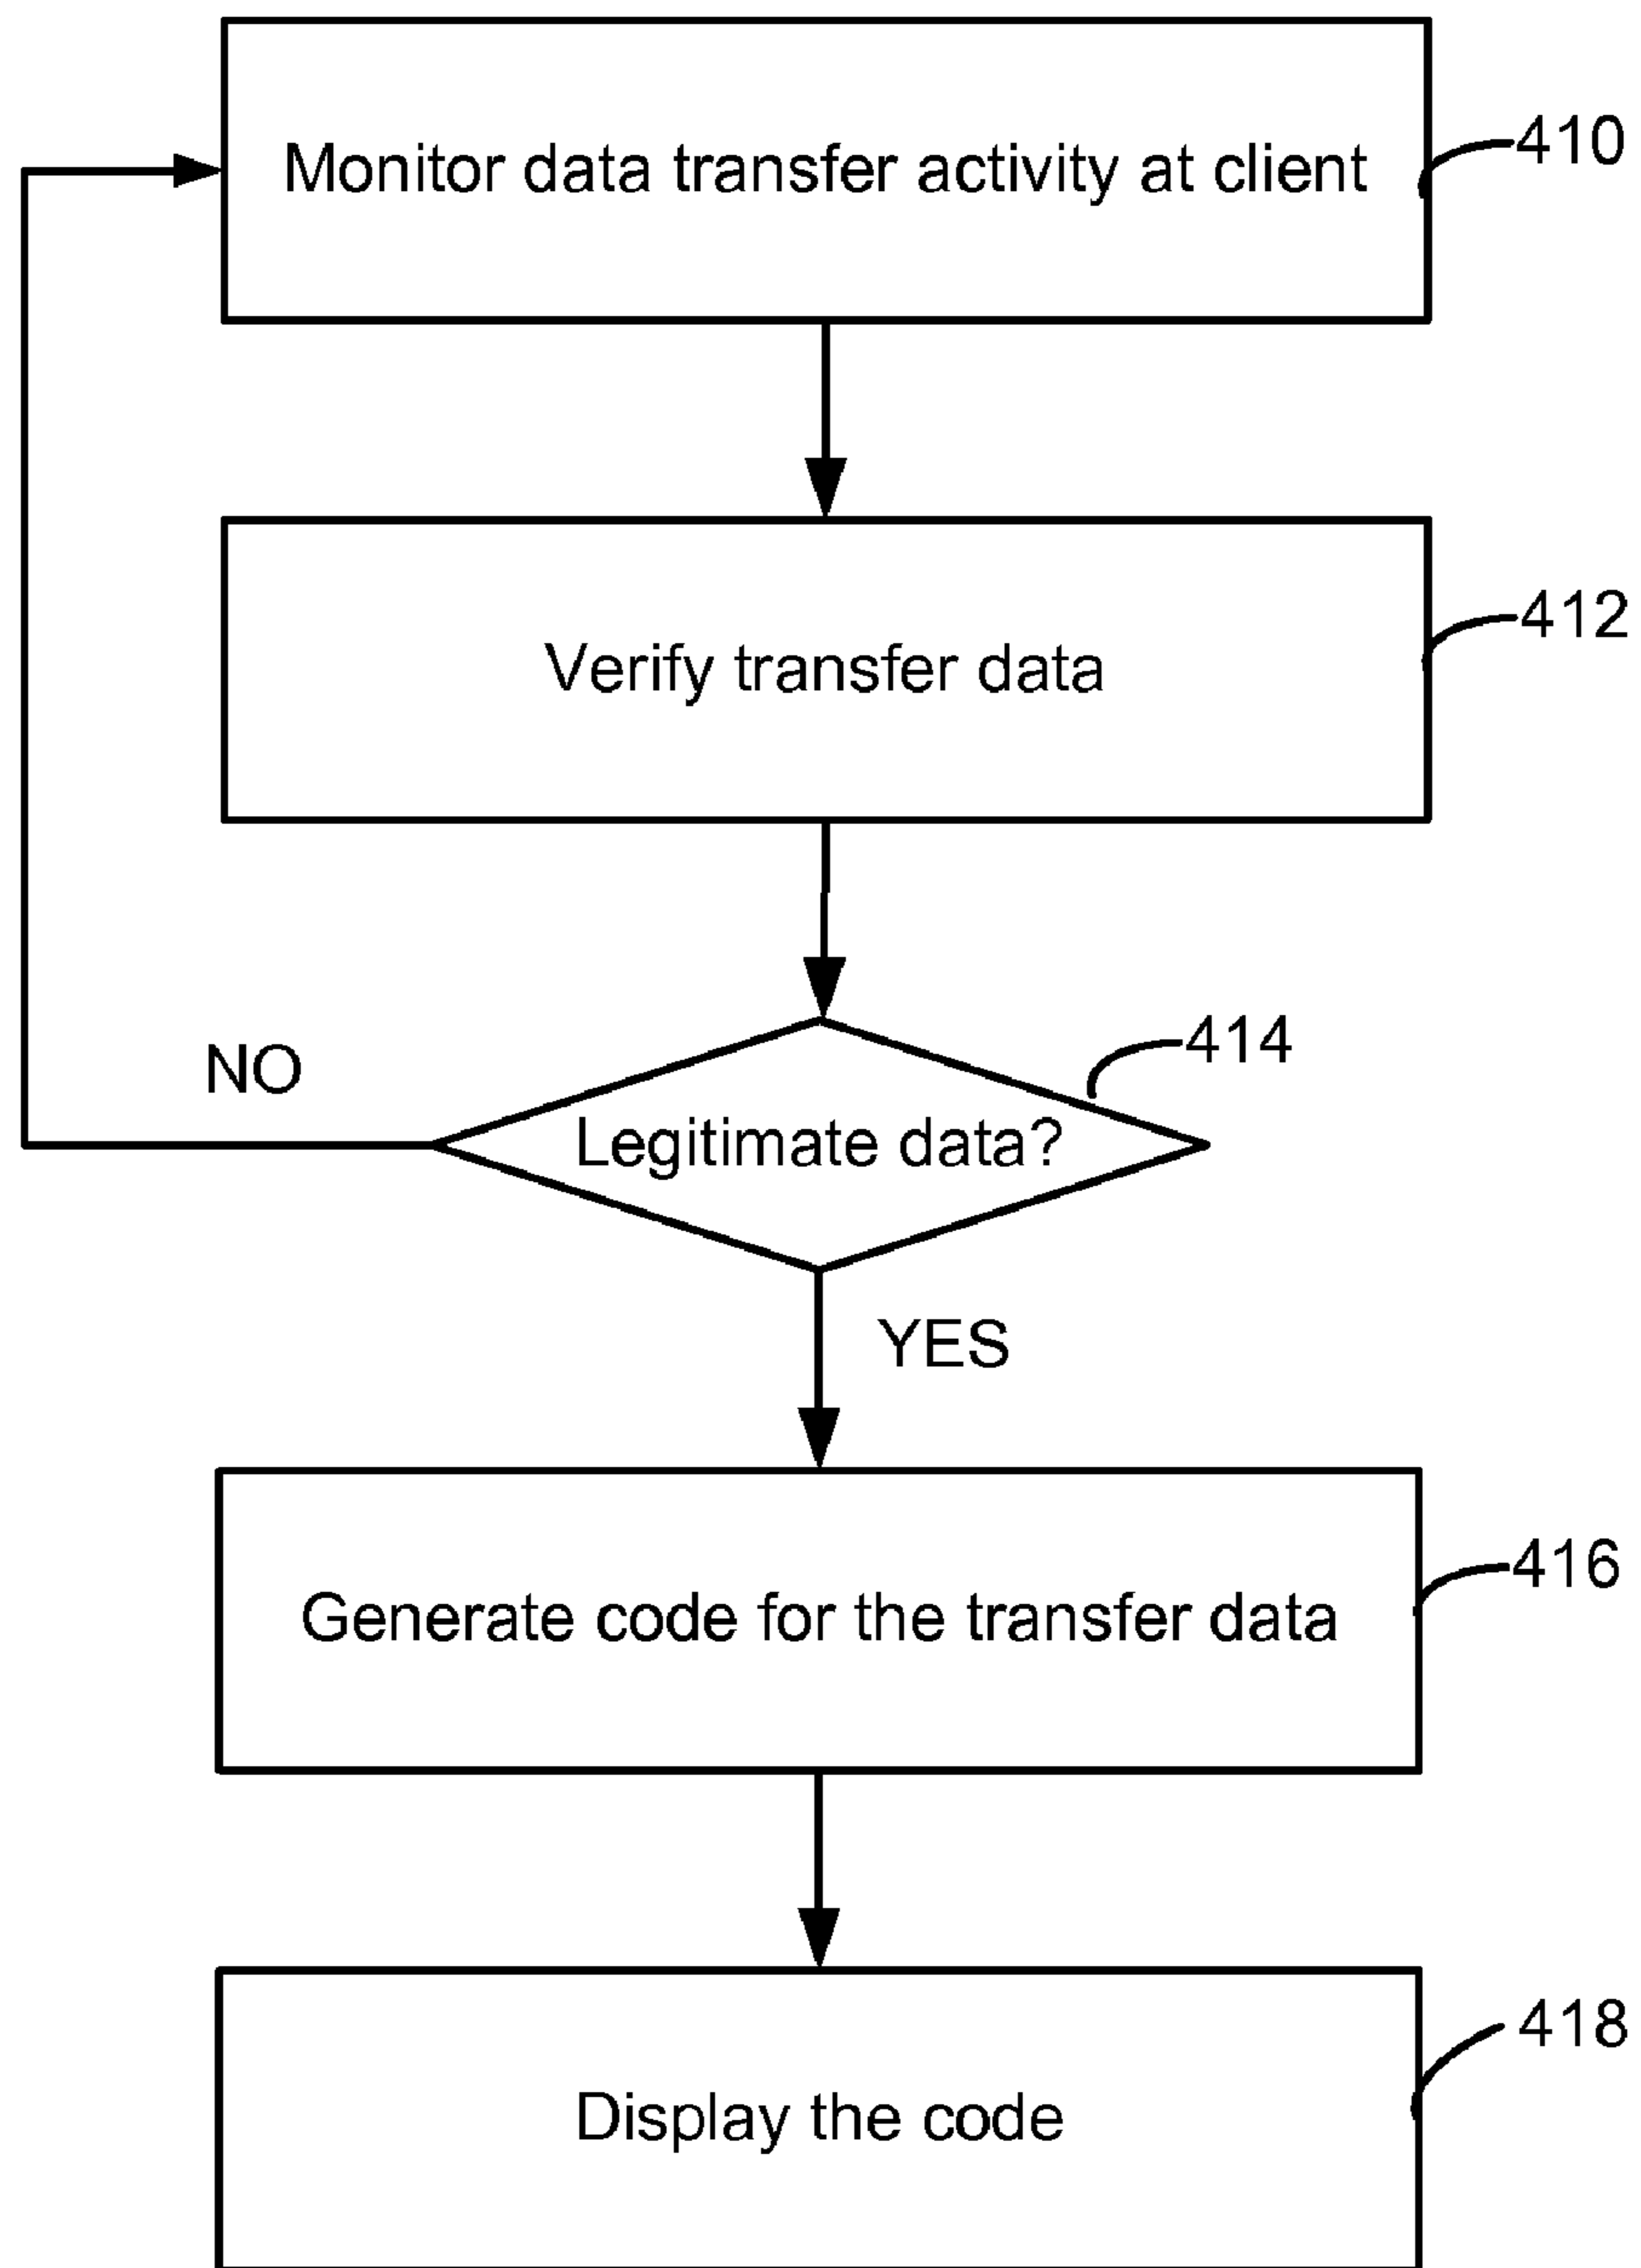 Monitor data transfer activity at client
410
Verify transfer data
412
414
NO
Legitimate data?
YES
416
Generate code for the transfer data
418
Display the code